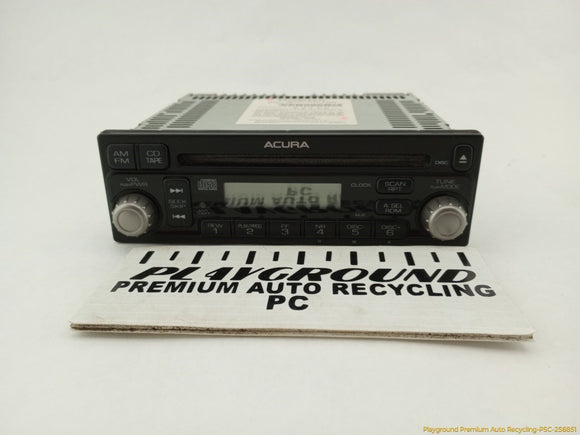 ACURA
AM FM
CD TAPE
DISC
VOL
PUSH PWR
SEEK SKIP
CLOCK
SCAN RPT
TUNE
PUSH MODE
A.SEL RDM
1
2
FF 3
NR 4
DISC- 5
DISC+ 6
PLAYGROUND
PREMIUM AUTO RECYCLING
PC
Playground Premium Auto Recycling-PSC-256851